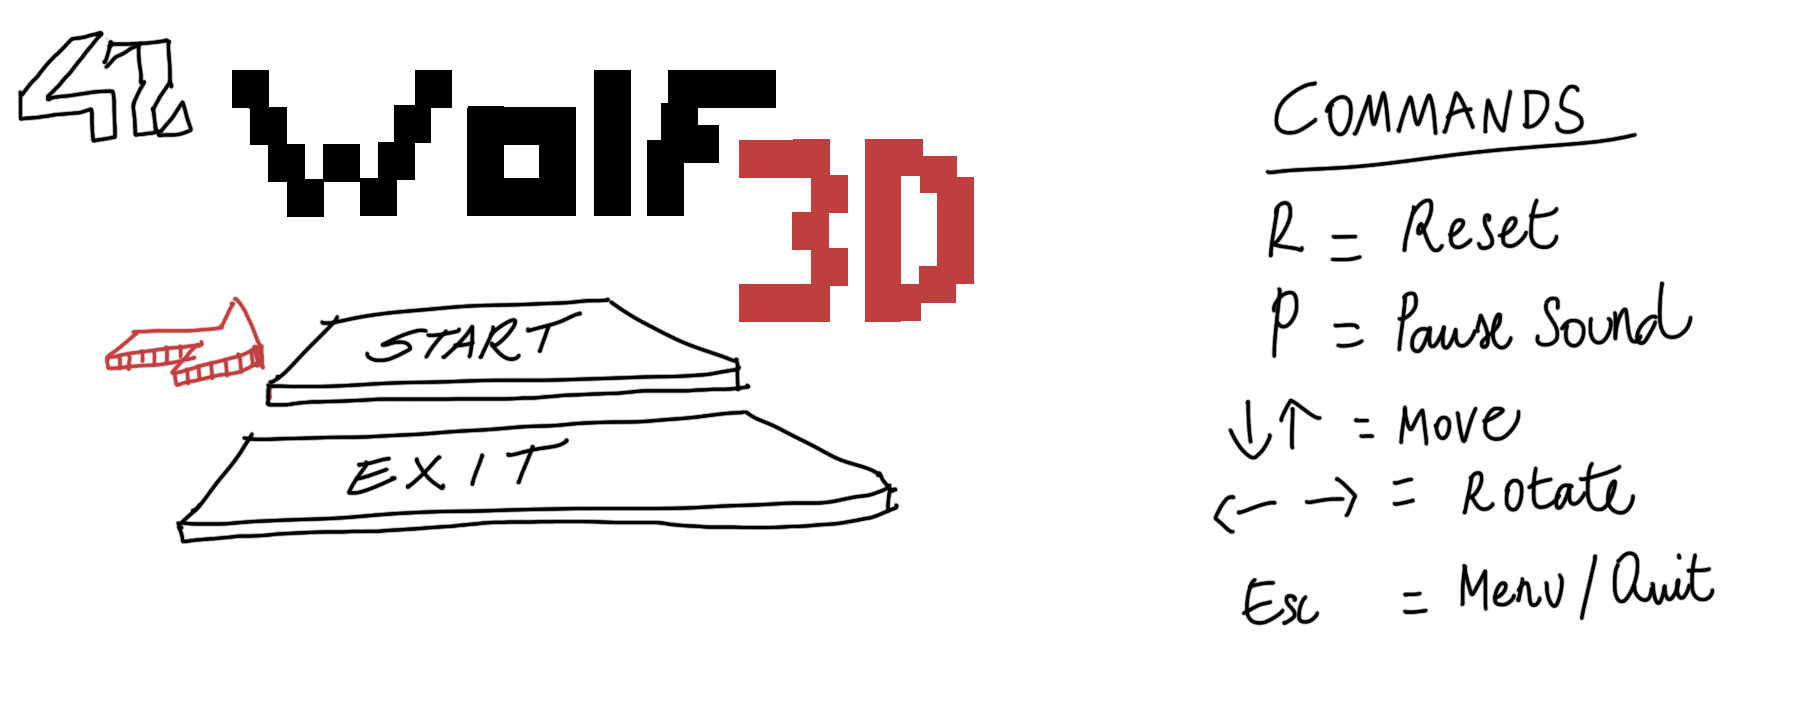 42
Wolf
3D
START
EXIT
COMMANDS
R = Reset
P = Pause Sound
↓↑ = Move
← → = Rotate
Esc = Menu/Quit